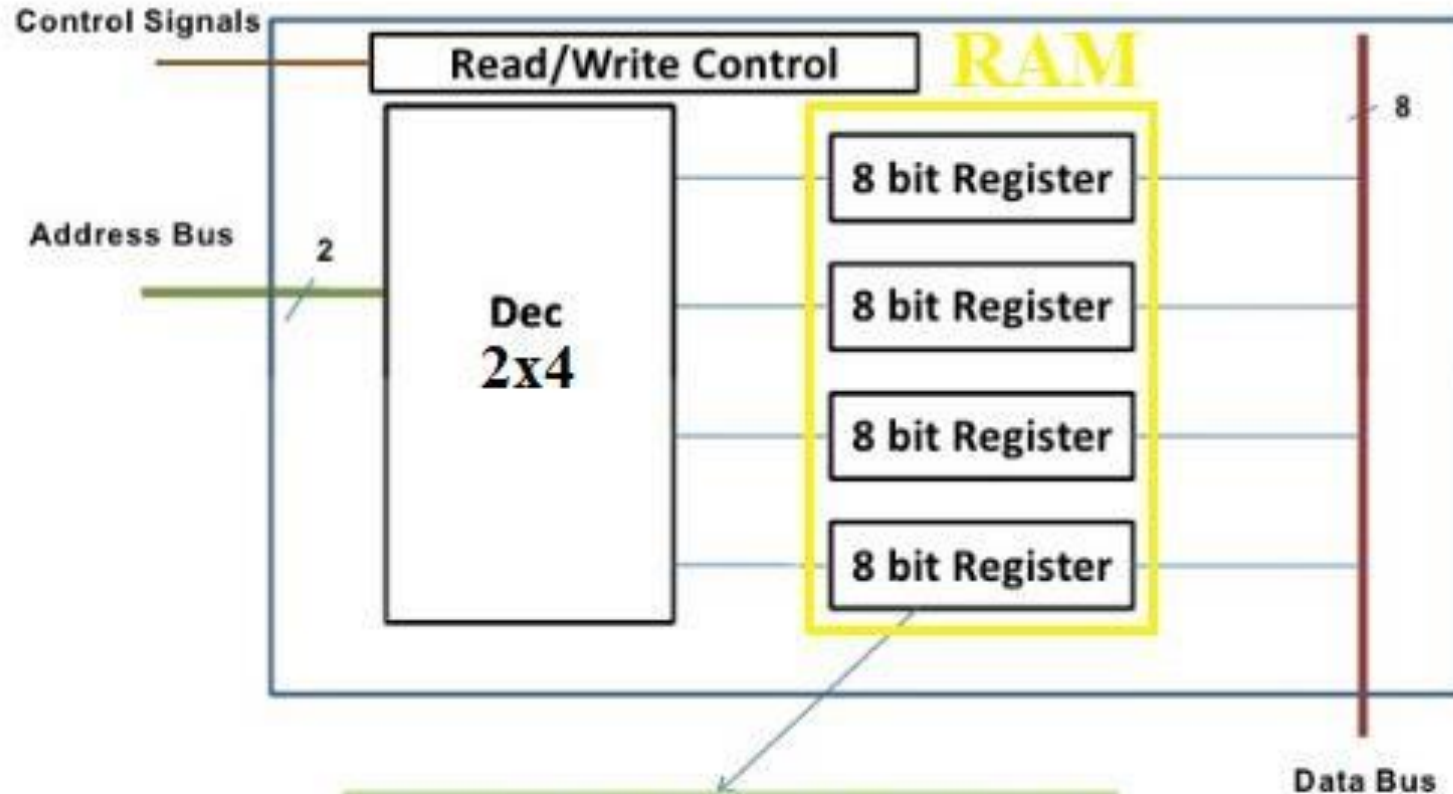 Control Signals
Read/Write Control
RAM
8
8 bit Register
Address Bus
2
8 bit Register
Dec
2x4
8 bit Register
8 bit Register
Data Bus